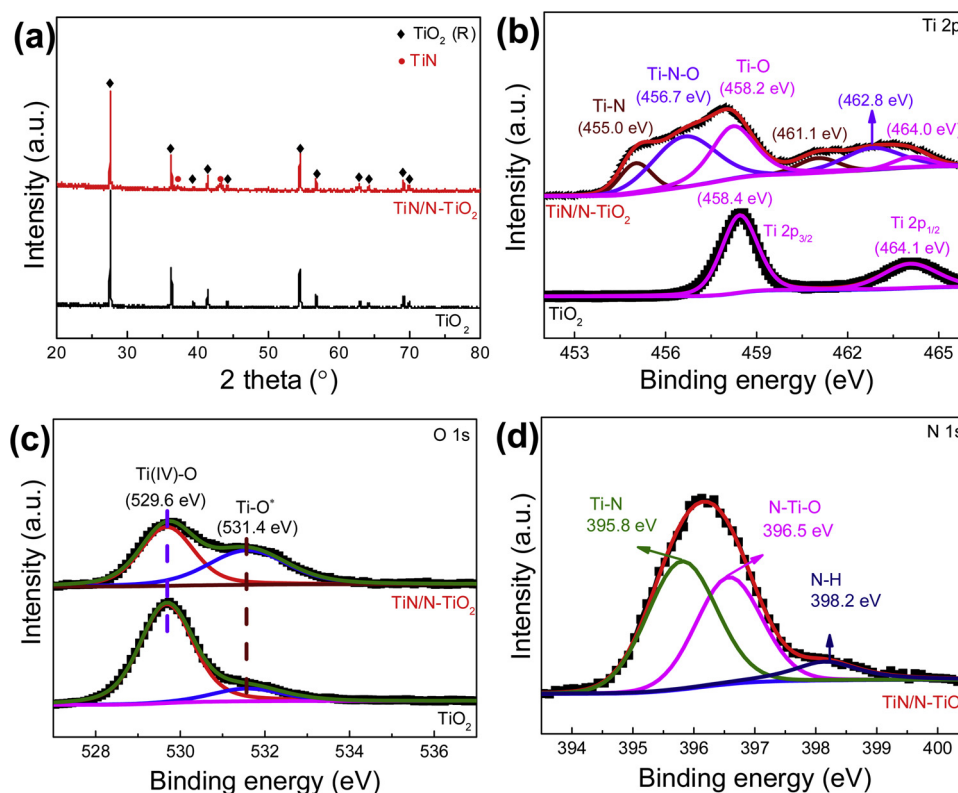 (a)
◆ TiO₂ (R)
● TiN
TiN/N-TiO₂
TiO₂
Intensity (a.u.)
20 30 40 50 60 70 80
2 theta (°)
(b)
Ti 2p
Ti-N
(455.0 eV)
Ti-N-O
(456.7 eV)
Ti-O
(458.2 eV)
(461.1 eV)
(462.8 eV)
(464.0 eV)
TiN/N-TiO₂
(458.4 eV)
Ti 2p₃/₂
Ti 2p₁/₂
(464.1 eV)
TiO₂
Intensity (a.u.)
453 456 459 462 465
Binding energy (eV)
(c)
O 1s
Ti(IV)-O
(529.6 eV)
Ti-O*
(531.4 eV)
TiN/N-TiO₂
TiO₂
Intensity (a.u.)
528 530 532 534 536
Binding energy (eV)
(d)
N 1s
Ti-N
395.8 eV
N-Ti-O
396.5 eV
N-H
398.2 eV
TiN/N-TiO
Intensity (a.u.)
394 395 396 397 398 399 400
Binding energy (eV)